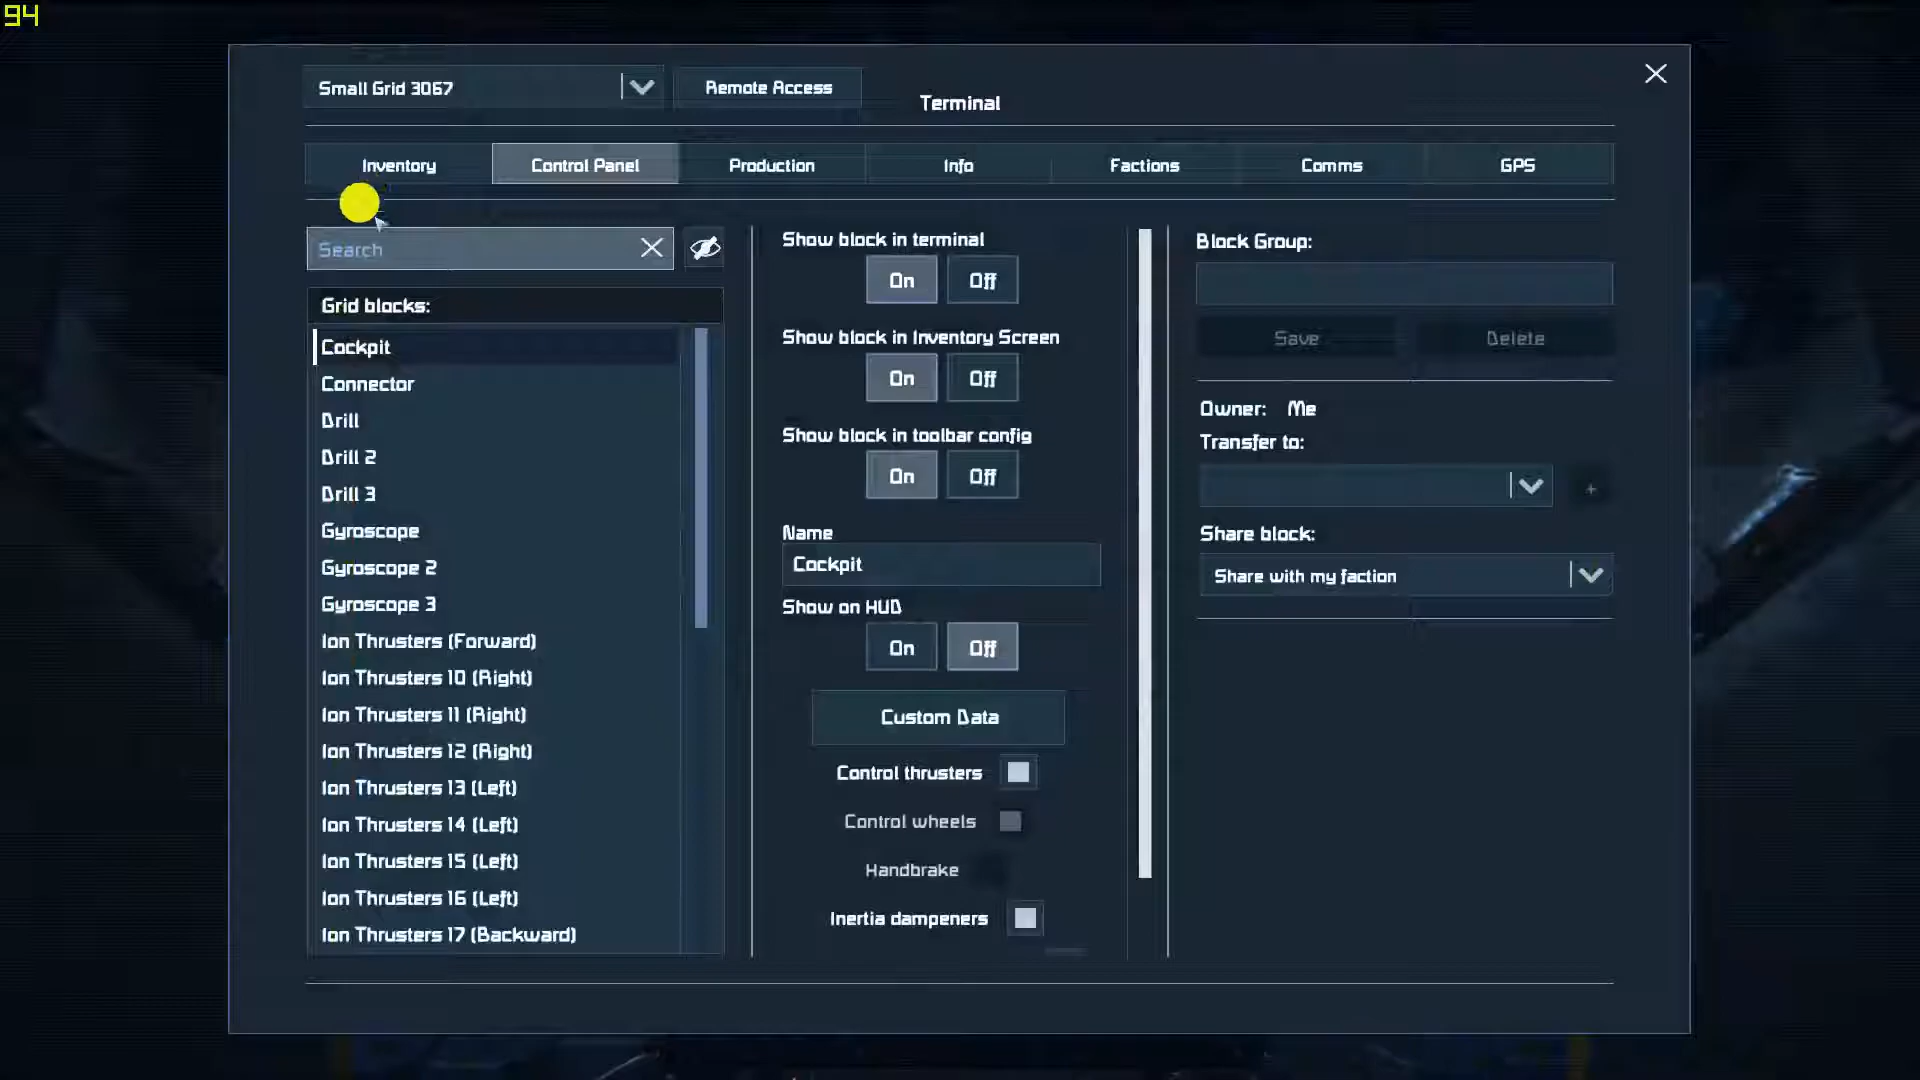 94
Small Grid 3067
Remote Access
Terminal
Inventory
Control Panel
Production
Info
Factions
Comms
GPS
Search
Grid blocks:
Cockpit
Connector
Drill
Drill 2
Drill 3
Gyroscope
Gyroscope 2
Gyroscope 3
Ion Thrusters (Forward)
Ion Thrusters 10 (Right)
Ion Thrusters 11 (Right)
Ion Thrusters 12 (Right)
Ion Thrusters 13 (Left)
Ion Thrusters 14 (Left)
Ion Thrusters 15 (Left)
Ion Thrusters 16 (Left)
Ion Thrusters 17 (Backward)
Show block in terminal
On Off
Show block in Inventory Screen
On Off
Show block in toolbar config
On Off
Name
Cockpit
Show on HUD
On Off
Custom Data
Control thrusters
Control wheels
Handbrake
Inertia dampeners
Block Group:
Save Delete
Owner: Me
Transfer to:
+
Share block:
Share with my faction